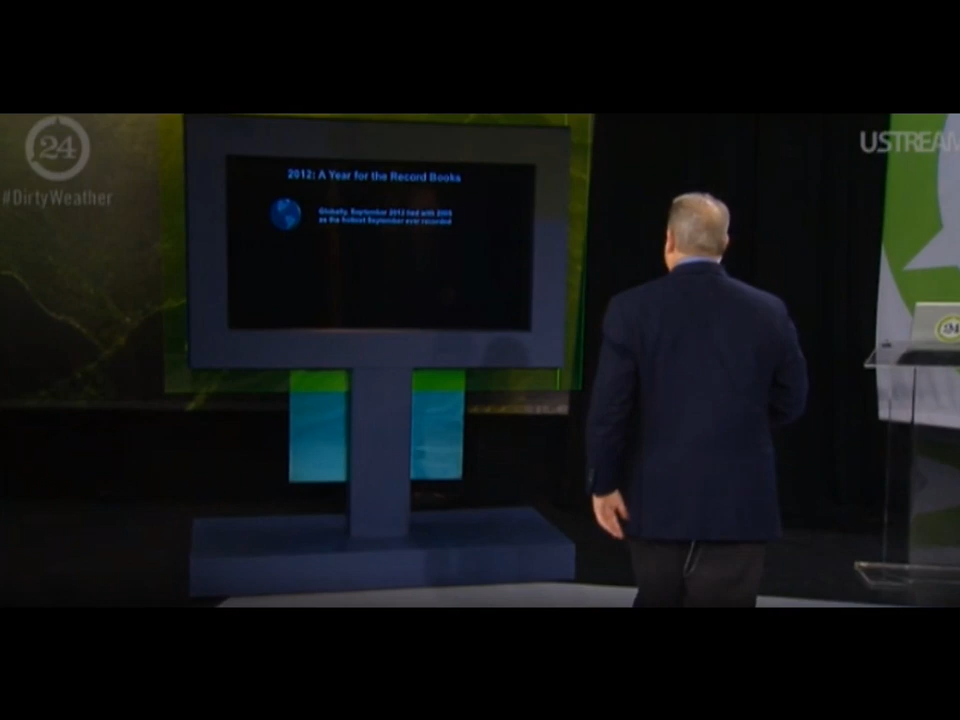 24
#DirtyWeather
USTREAM
2012: A Year for the Record Books
Globally, September 2012 tied with 2005
as the hottest September ever recorded
24